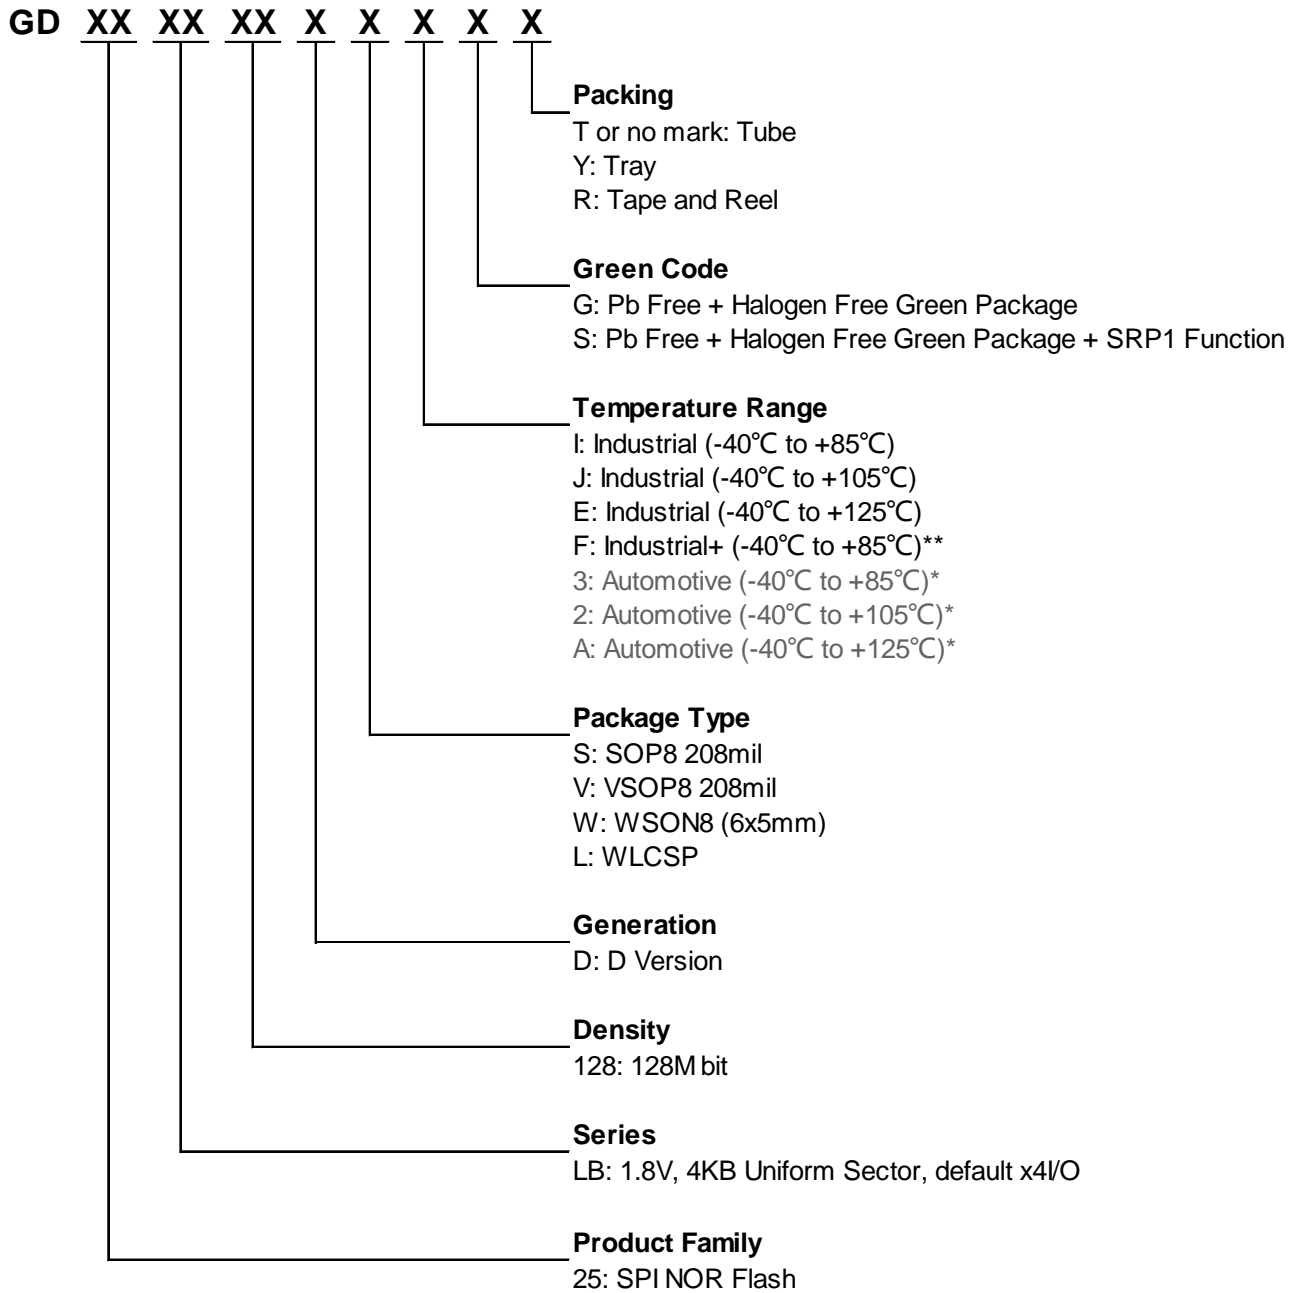 GD XX XX XX X X X X X
Packing
T or no mark: Tube
Y: Tray
R: Tape and Reel
Green Code
G: Pb Free + Halogen Free Green Package
S: Pb Free + Halogen Free Green Package + SRP1 Function
Temperature Range
I: Industrial (-40℃ to +85℃)
J: Industrial (-40℃ to +105℃)
E: Industrial (-40℃ to +125℃)
F: Industrial+ (-40℃ to +85℃)**
3: Automotive (-40℃ to +85℃)*
2: Automotive (-40℃ to +105℃)*
A: Automotive (-40℃ to +125℃)*
Package Type
S: SOP8 208mil
V: VSOP8 208mil
W: WSON8 (6x5mm)
L: WLCSP
Generation
D: D Version
Density
128: 128M bit
Series
LB: 1.8V, 4KB Uniform Sector, default x4I/O
Product Family
25: SPI NOR Flash